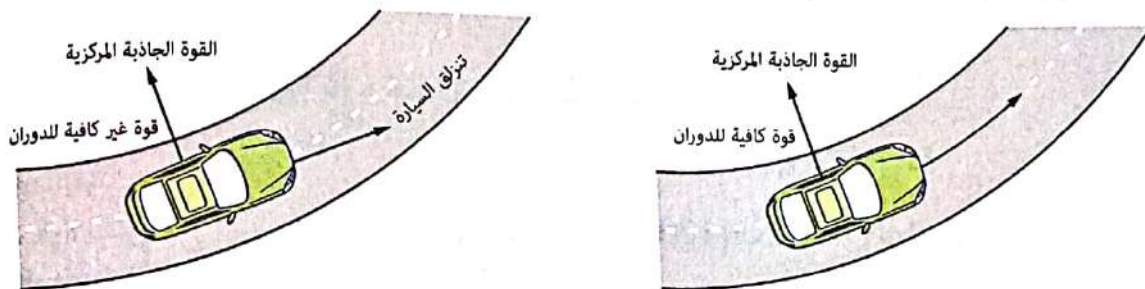 القوة الجاذبة المركزية
قوة كافية للدوران
القوة الجاذبة المركزية
قوة غير كافية للدوران
تنزلق السيارة